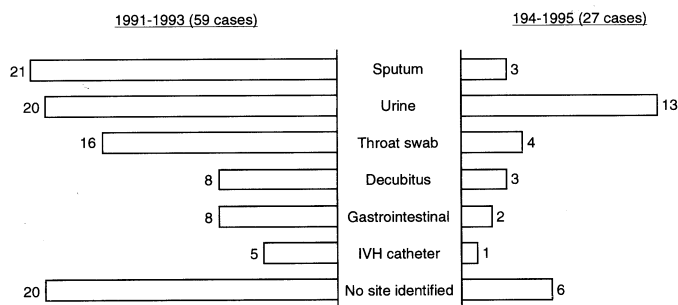 1991-1993 (59 cases) 194-1995 (27 cases)
21 Sputum 3
20 Urine 13
16 Throat swab 4
8 Decubitus 3
8 Gastrointestinal 2
5 IVH catheter 1
20 No site identified 6